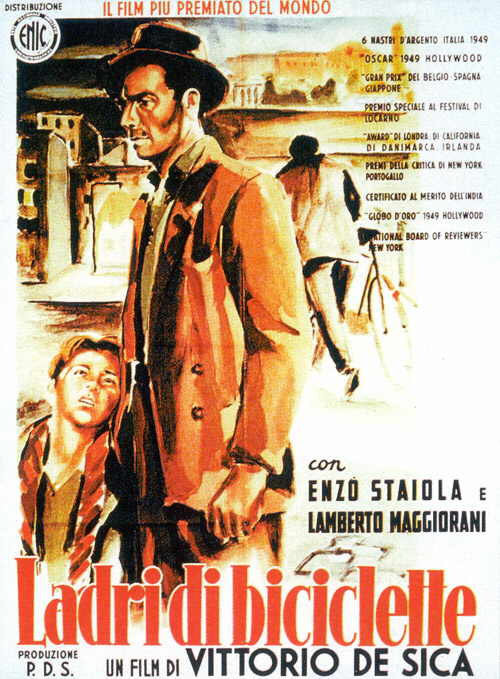 DISTRIBUZIONE
IL FILM PIU PREMIATO DEL MONDO
ENIC.
6 NASTRI D'ARGENTO ITALIA 1949
"OSCAR" 1949 HOLLYWOOD
"GRAN PRIX" DEL BELGIO-SPAGNA
GIAPPONE
PREMIO SPECIALE AL FESTIVAL DI
LOCARNO
"AWARD" DI LONDRA: DI CALIFORNIA
DI DANIMARCA, IRLANDA
PREMI DELLA CRITICA DI NEW YORK
PORTOGALLO
CERTIFICATO AL MERITO DELL'INDIA
"GLOBO D'ORO" 1949 HOLLYWOOD
NATIONAL BOARD OF REVIEWERS
NEW YORK
con
ENZO STAIOLA E
LAMBERTO MAGGIORANI
Ladri di biciclette
PRODUZIONE
P.D.S.
UN FILM DI VITTORIO DE SICA